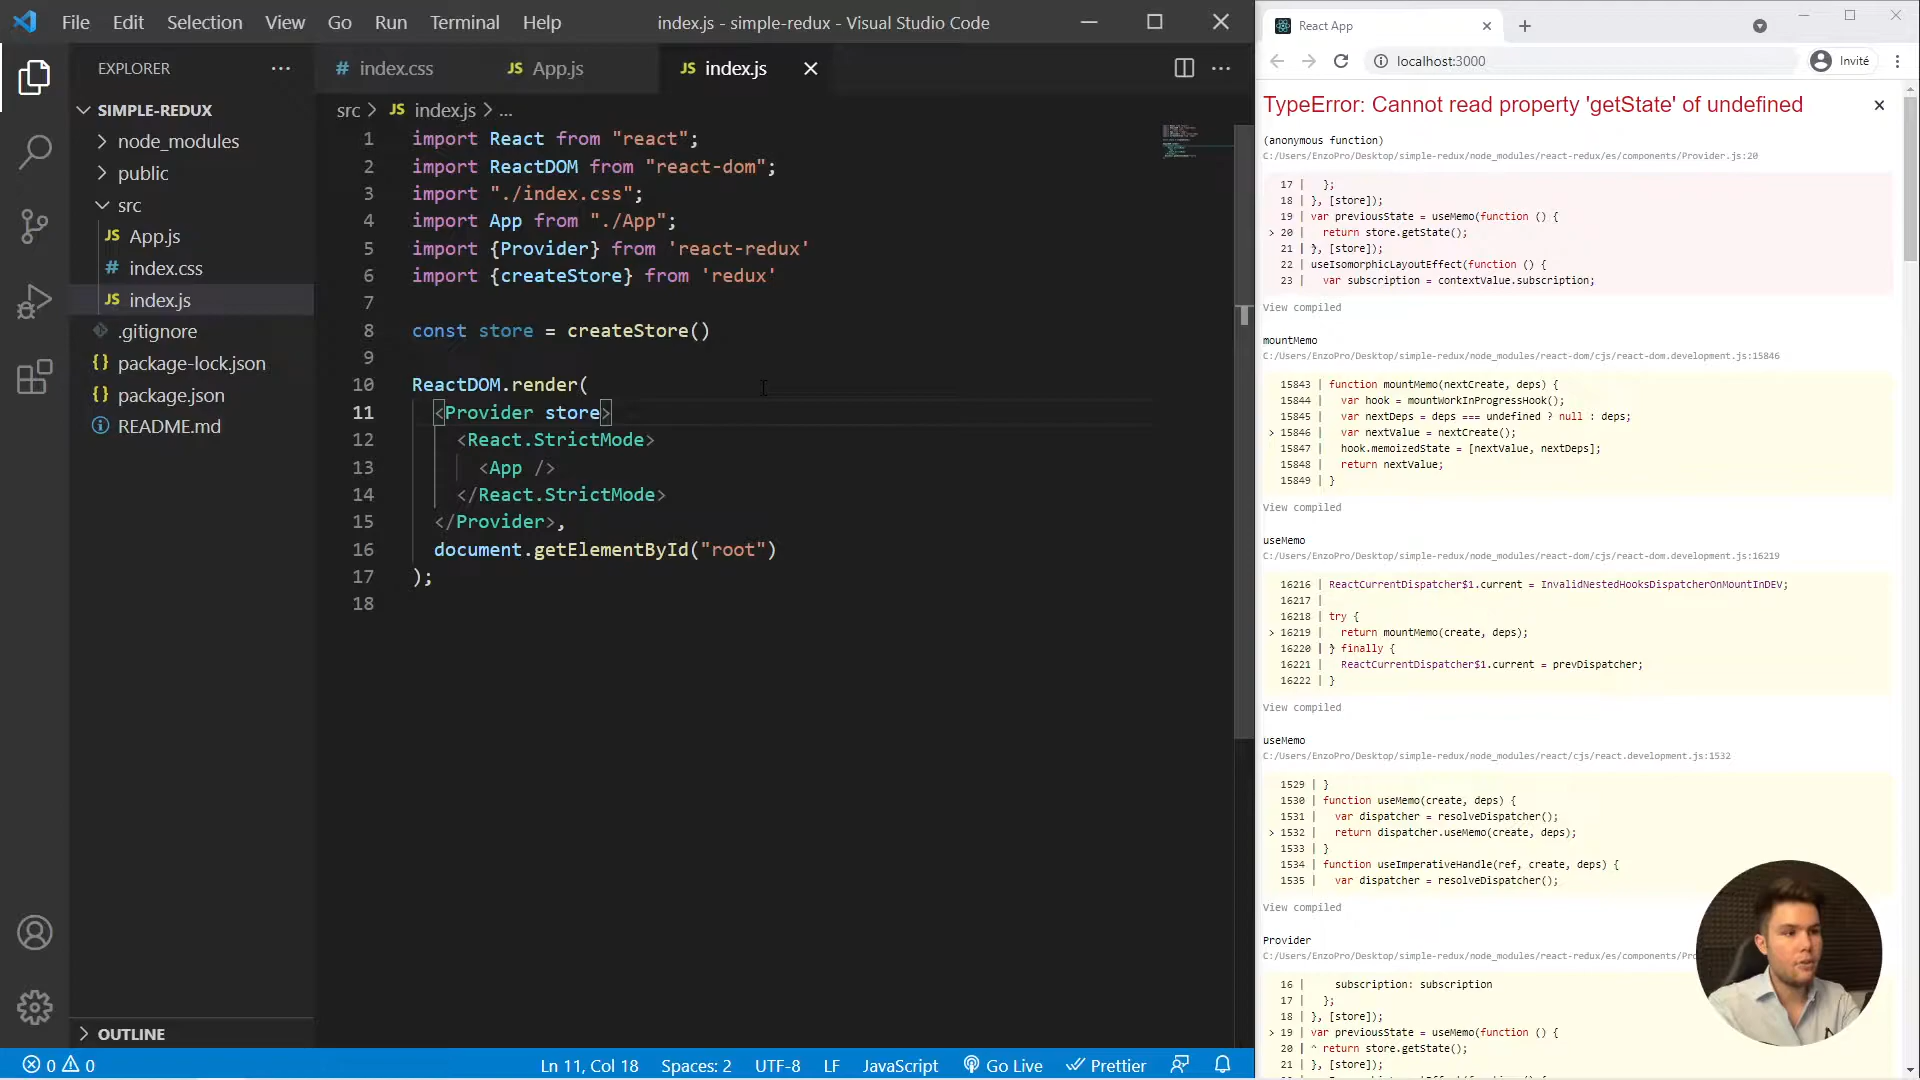 File Edit Selection View Go Run Terminal Help
index.js - simple-redux - Visual Studio Code
EXPLORER
SIMPLE-REDUX
node_modules
public
src
JS App.js
# index.css
JS index.js
.gitignore
{} package-lock.json
{} package.json
README.md
OUTLINE
# index.css
JS App.js
JS index.js
src > JS index.js > ...
1 import React from "react";
2 import ReactDOM from "react-dom";
3 import "./index.css";
4 import App from "./App";
5 import {Provider} from 'react-redux'
6 import {createStore} from 'redux'
7
8 const store = createStore()
9
10 ReactDOM.render(
11 <Provider store>
12 <React.StrictMode>
13 <App />
14 </React.StrictMode>
15 </Provider>,
16 document.getElementById("root")
17 );
18
0 0
Ln 11, Col 18
Spaces: 2
UTF-8
LF
JavaScript
Go Live
Prettier
React App
localhost:3000
Invité
TypeError: Cannot read property 'getState' of undefined
(anonymous function)
C:/Users/EnzoPro/Desktop/simple-redux/node_modules/react-redux/es/components/Provider.js:20
17 | };
18 | }, [store]);
19 | var previousState = useMemo(function () {
> 20 | return store.getState();
21 | }, [store]);
22 | useIsomorphicLayoutEffect(function () {
23 | var subscription = contextValue.subscription;
View compiled
mountMemo
C:/Users/EnzoPro/Desktop/simple-redux/node_modules/react-dom/cjs/react-dom.development.js:15846
15843 | function mountMemo(nextCreate, deps) {
15844 | var hook = mountWorkInProgressHook();
15845 | var nextDeps = deps === undefined ? null : deps;
> 15846 | var nextValue = nextCreate();
15847 | hook.memoizedState = [nextValue, nextDeps];
15848 | return nextValue;
15849 | }
View compiled
useMemo
C:/Users/EnzoPro/Desktop/simple-redux/node_modules/react-dom/cjs/react-dom.development.js:16219
16216 | ReactCurrentDispatcher$1.current = InvalidNestedHooksDispatcherOnMountInDEV;
16217 |
16218 | try {
> 16219 | return mountMemo(create, deps);
16220 | } finally {
16221 | ReactCurrentDispatcher$1.current = prevDispatcher;
16222 | }
View compiled
useMemo
C:/Users/EnzoPro/Desktop/simple-redux/node_modules/react/cjs/react.development.js:1532
1529 | }
1530 | function useMemo(create, deps) {
1531 | var dispatcher = resolveDispatcher();
> 1532 | return dispatcher.useMemo(create, deps);
1533 | }
1534 | function useImperativeHandle(ref, create, deps) {
1535 | var dispatcher = resolveDispatcher();
View compiled
Provider
C:/Users/EnzoPro/Desktop/simple-redux/node_modules/react-redux/es/components/Pro
16 | subscription: subscription
17 | };
18 | }, [store]);
> 19 | var previousState = useMemo(function () {
20 | ^ return store.getState();
21 | }, [store]);